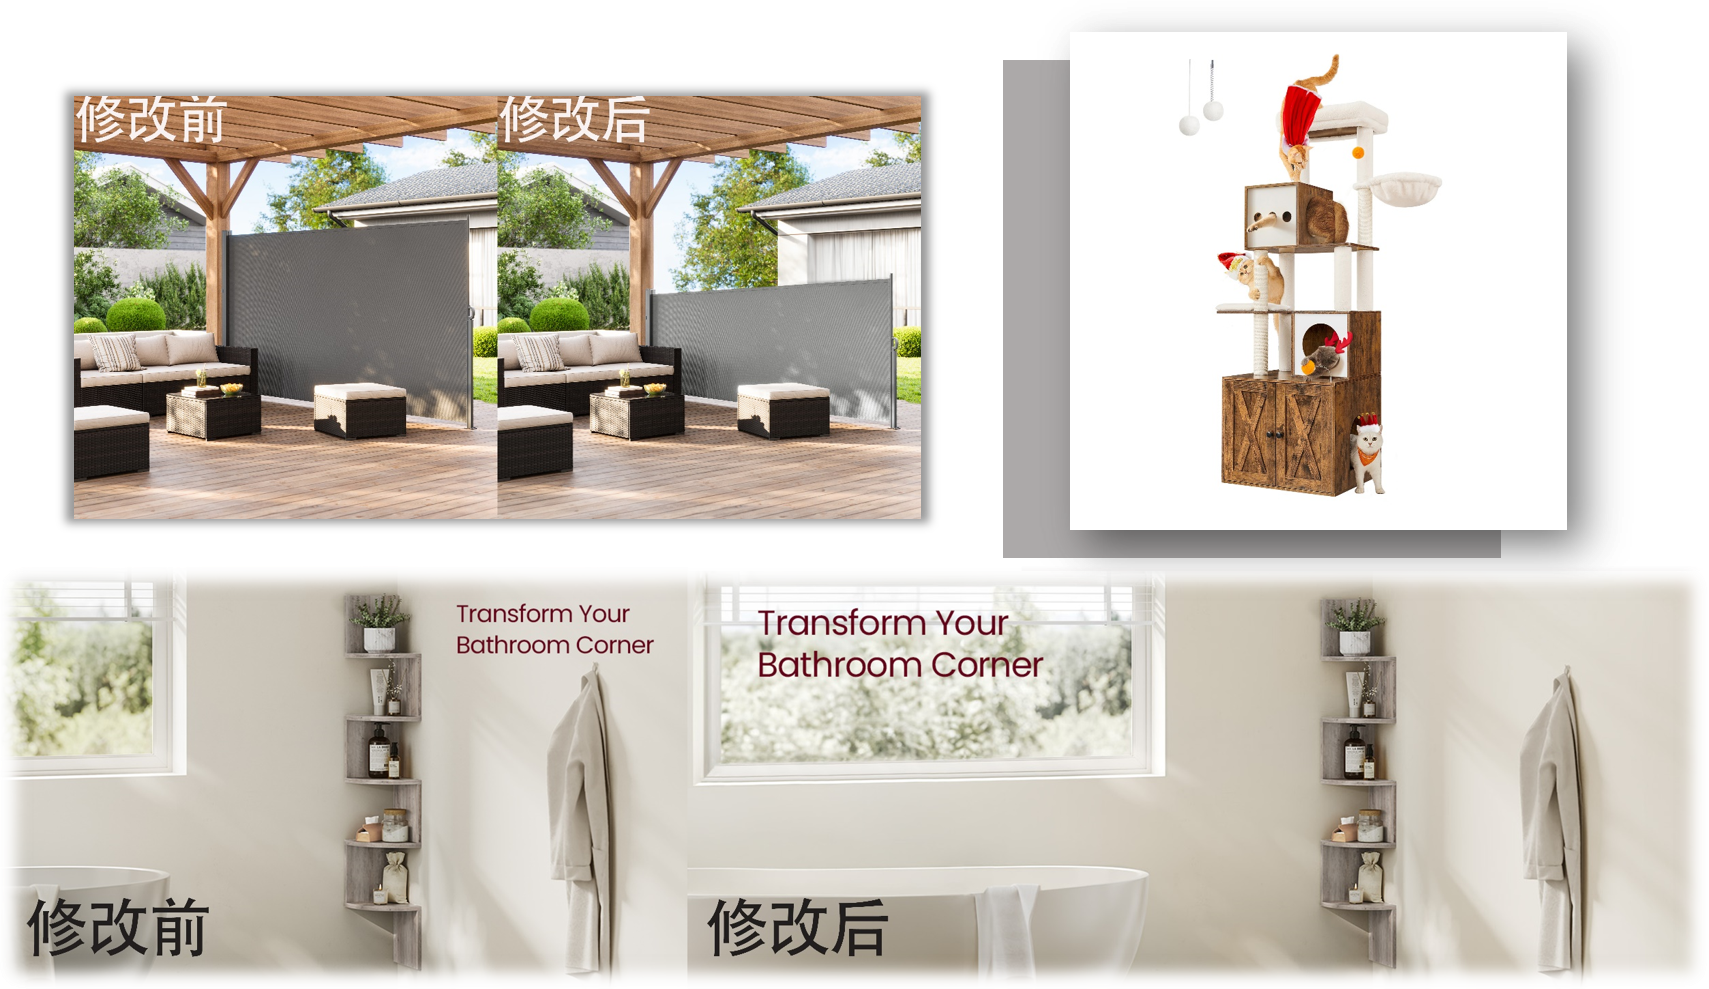 修改前
修改后
Transform Your
Bathroom Corner
Transform Your
Bathroom Corner
修改前
修改后